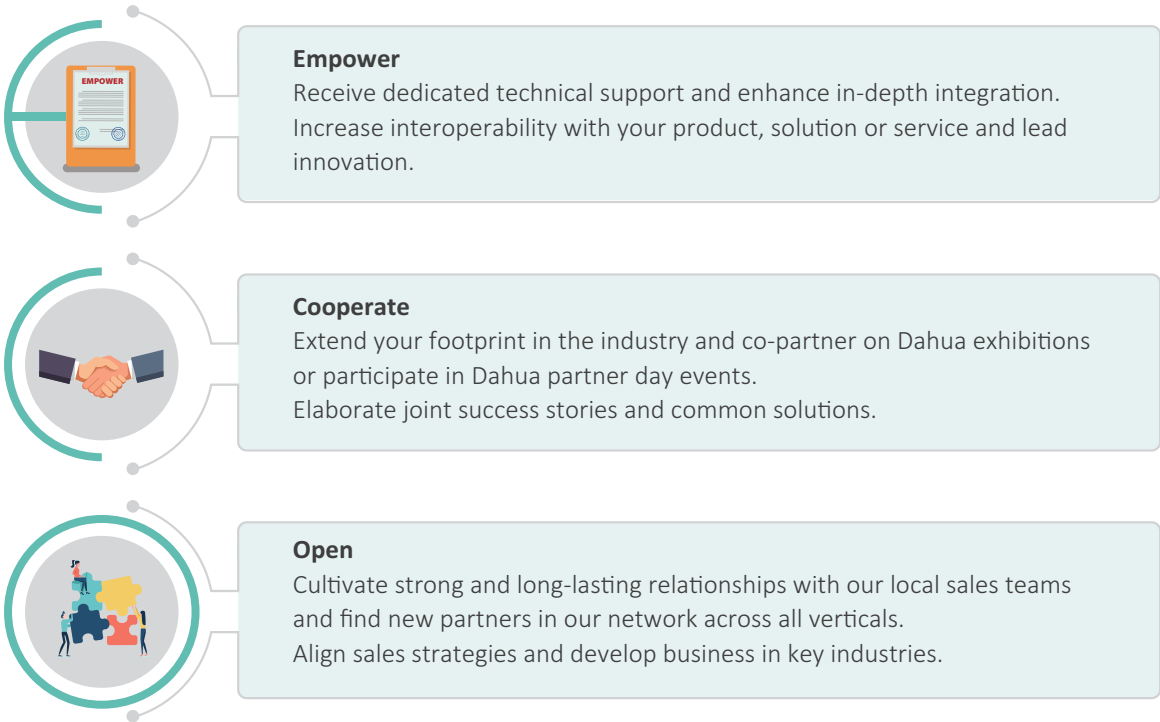 EMPOWER
Empower
Receive dedicated technical support and enhance in-depth integration.
Increase interoperability with your product, solution or service and lead
innovation.
Cooperate
Extend your footprint in the industry and co-partner on Dahua exhibitions
or participate in Dahua partner day events.
Elaborate joint success stories and common solutions.
Open
Cultivate strong and long-lasting relationships with our local sales teams
and find new partners in our network across all verticals.
Align sales strategies and develop business in key industries.